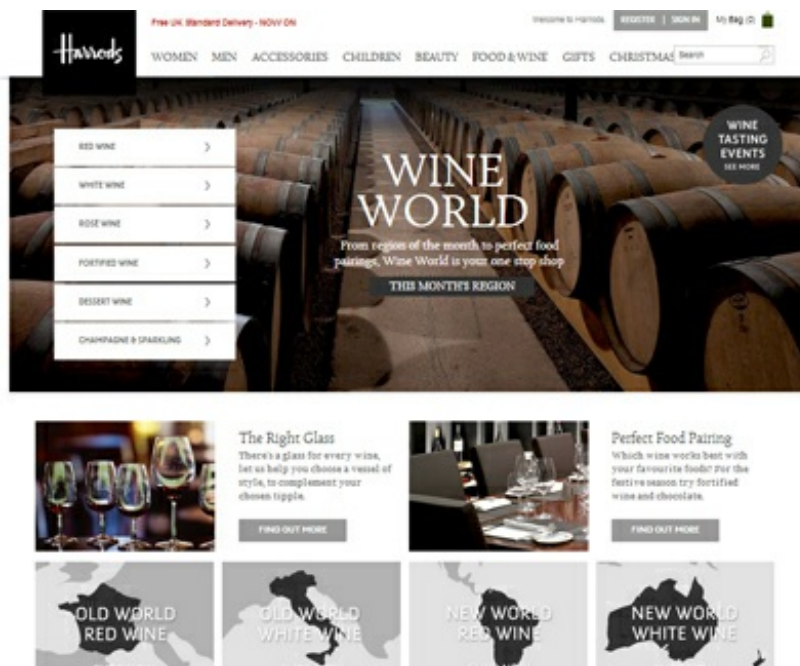 Harrods
Free UK Standard Delivery - NOW ON
Welcome to Harrods.
REGISTER | SIGN IN
My Bag (0)
WOMEN MEN ACCESSORIES CHILDREN BEAUTY FOOD & WINE GIFTS CHRISTMAS
Search
RED WINE
WHITE WINE
ROSÉ WINE
FORTIFIED WINE
DESSERT WINE
CHAMPAGNE & SPARKLING
WINE
WORLD
From region of the month to perfect food
pairings, Wine World is your one stop shop
THIS MONTH'S REGION
WINE
TASTING
EVENTS
SEE MORE
The Right Glass
There's a glass for every wine,
let us help you choose a vessel of
style, to complement your
chosen tipple.
FIND OUT MORE
Perfect Food Pairing
Which wine works best with
your favourite foods? For the
festive season try fortified
wine and chocolate.
FIND OUT MORE
OLD WORLD
RED WINE
OLD WORLD
WHITE WINE
NEW WORLD
RED WINE
NEW WORLD
WHITE WINE